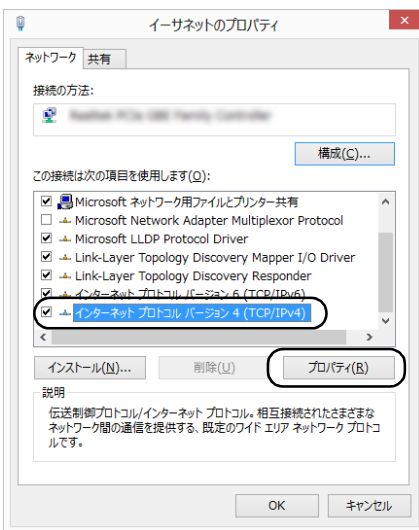 イーサネットのプロパティ
ネットワーク 共有
接続の方法:
構成(C)...
この接続は次の項目を使用します(O):
Microsoft ネットワーク用ファイルとプリンター共有
Microsoft Network Adapter Multiplexor Protocol
Microsoft LLDP Protocol Driver
Link-Layer Topology Discovery Mapper I/O Driver
Link-Layer Topology Discovery Responder
インターネット プロトコル バージョン 6 (TCP/IPv6)
インターネット プロトコル バージョン 4 (TCP/IPv4)
インストール(N)... 削除(U) プロパティ(R)
説明
伝送制御プロトコル/インターネット プロトコル。相互接続されたさまざまな
ネットワーク間の通信を提供する、既定のワイド エリア ネットワーク プロトコ
ルです。
OK キャンセル